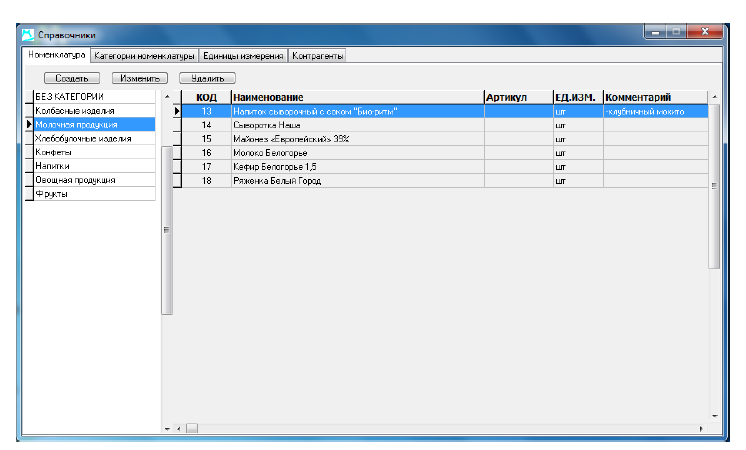 Справочники
Номенклатура Категории номенклатуры Единицы измерения Контрагенты
Создать Изменить Удалить
БЕЗ КАТЕГОРИИ
Колбасные изделия
Молочная продукция
Хлебобулочные изделия
Конфеты
Напитки
Овощная продукция
Фрукты
КОД Наименование Артикул ЕД.ИЗМ. Комментарий
13 Напиток сывороочный с соком "Био-ритм" шт -клубничный мохито
14 Сыворотка Наша шт
15 Майонез «Европейский» 36% шт
16 Молоко Белогорье шт
17 Кефир Белогорье 1,5 шт
18 Ряженка Белый Город шт